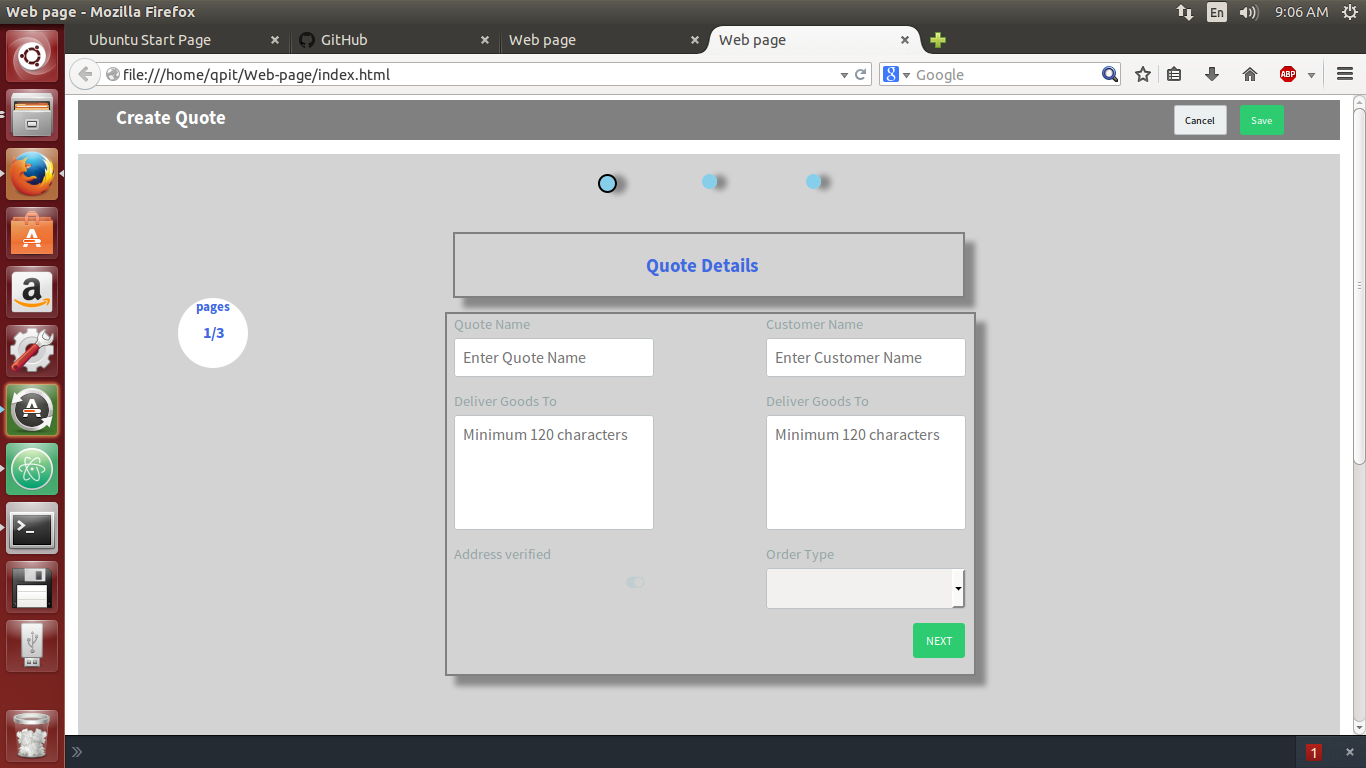 Web page - Mozilla Firefox
En
9:06 AM
Ubuntu Start Page
GitHub
Web page
Web page
file:///home/qpit/Web-page/index.html
8
Google
ABP
Create Quote
Cancel
Save
Quote Details
pages
1/3
Quote Name
Customer Name
Enter Quote Name
Enter Customer Name
Deliver Goods To
Deliver Goods To
Minimum 120 characters
Minimum 120 characters
Address verified
Order Type
NEXT
a
>_
1